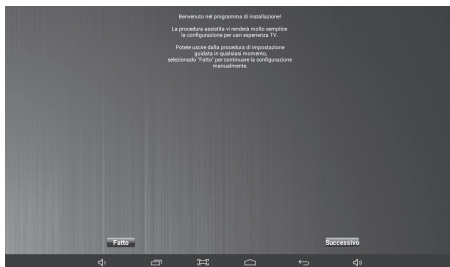 Benvenuto nel programma di installazione!
La procedura assistita vi renderà molto semplice
la configurazione per uan esperienza TV.
Potete uscire dalla procedura di impostazione
guidata in qualsiasi momento,
selezionado "Fatto" per continuare la configurazione
manualmente.
Fatto
Successivo